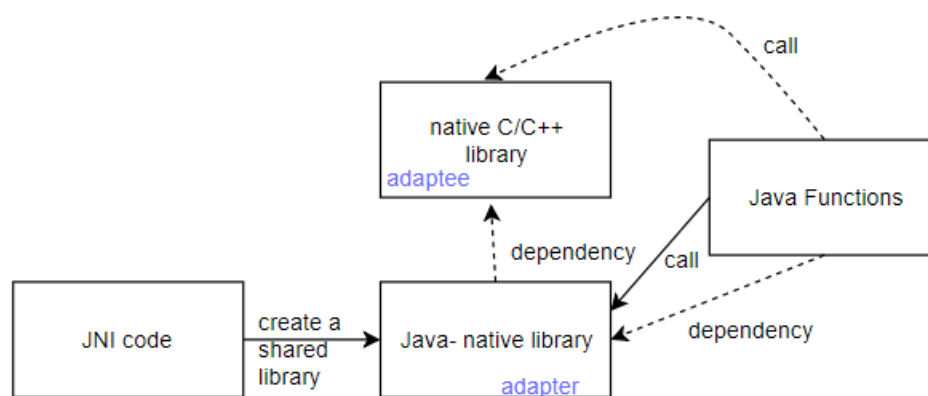 call
native C/C++
library
adaptee
Java Functions
dependency
call
dependency
JNI code
create a
shared
library
Java- native library
adapter